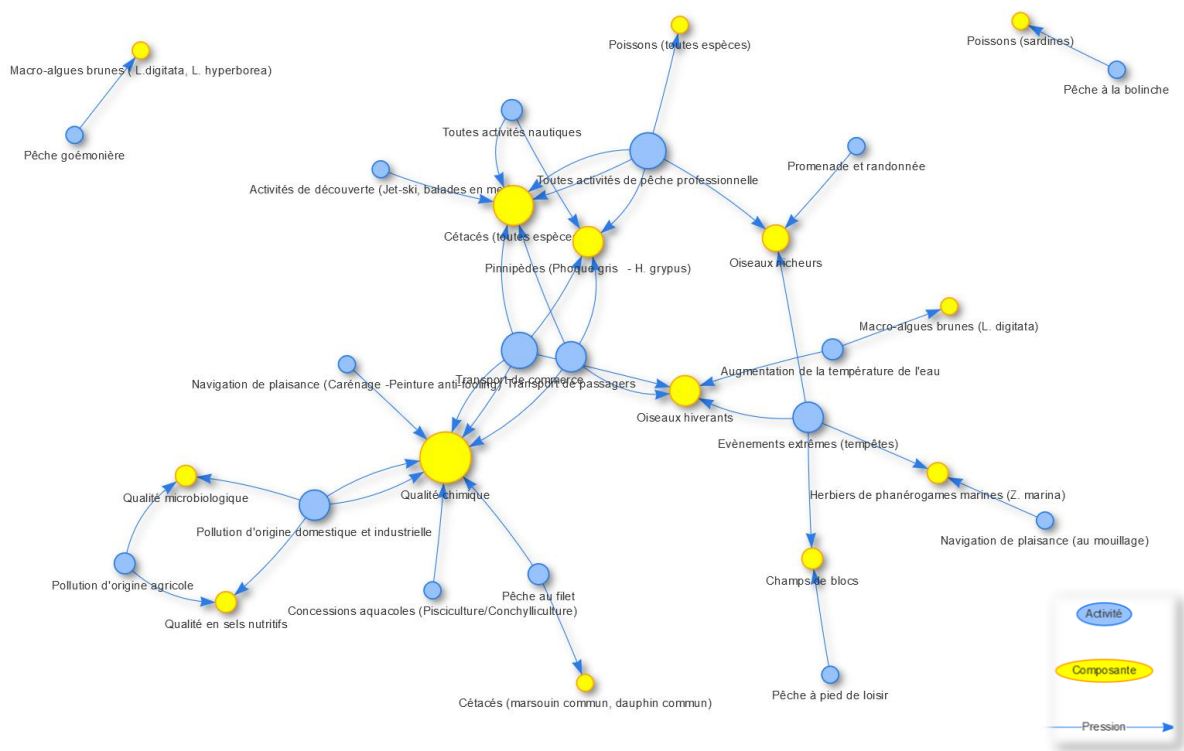 Poissons (toutes espèces)
Poissons (sardines)
Macro-algues brunes ( L.digitata, L. hyperborea)
Pêche à la bolinche
Pêche goémonière
Toutes activités nautiques
Promenade et randonnée
Toutes activités de pêche professionnelle
Activités de découverte (Jet-ski, balades en me
Cétacés (toutes espèce
Oiseaux nicheurs
Pinnipèdes (Phoque gris - H. grypus)
Macro-algues brunes (L. digitata)
Augmentation de la température de l'eau
Transport de commerce
Navigation de plaisance (Carénage -Peinture anti-fooling)
Transport de passagers
Oiseaux hiverants
Evènements extrêmes (tempêtes)
Qualité chimique
Qualité microbiologique
Herbiers de phanérogames marines (Z. marina)
Pollution d'origine domestique et industrielle
Navigation de plaisance (au mouillage)
Champs de blocs
Pollution d'origine agricole
Pêche au filet
Concessions aquacoles (Pisciculture/Conchylliculture)
Qualité en sels nutritifs
Activité
Composante
Pêche à pied de loisir
Cétacés (marsouin commun, dauphin commun)
Pression